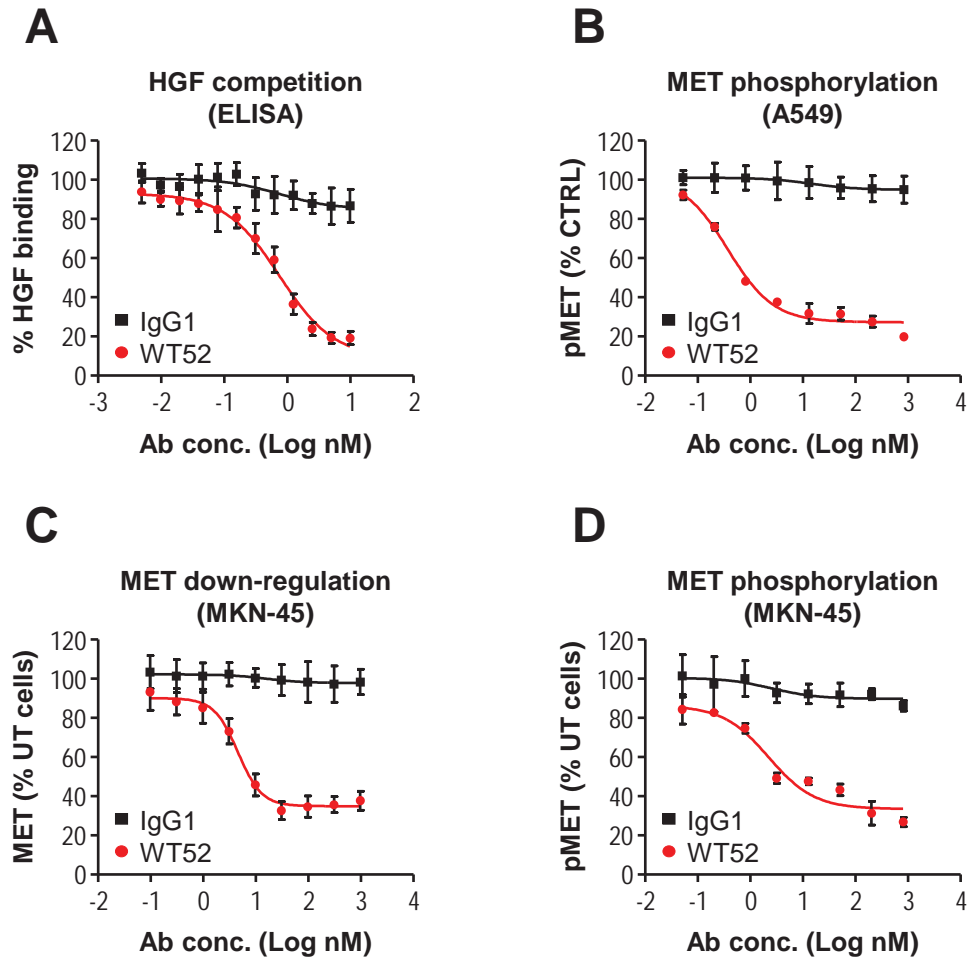 A
HGF competition
(ELISA)
% HGF binding
120
100
80
60
40
20
0
IgG1
WT52
-3 -2 -1 0 1 2
Ab conc. (Log nM)
B
MET phosphorylation
(A549)
pMET (% CTRL)
120
100
80
60
40
20
0
IgG1
WT52
-2 -1 0 1 2 3 4
Ab conc. (Log nM)
C
MET down-regulation
(MKN-45)
MET (% UT cells)
120
100
80
60
40
20
0
IgG1
WT52
-2 -1 0 1 2 3 4
Ab conc. (Log nM)
D
MET phosphorylation
(MKN-45)
pMET (% UT cells)
120
100
80
60
40
20
0
IgG1
WT52
-2 -1 0 1 2 3 4
Ab conc. (Log nM)